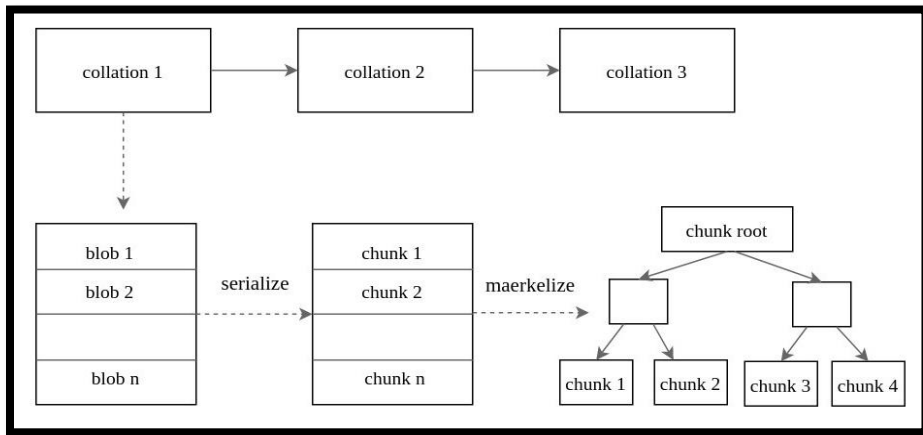 collation 1
collation 2
collation 3
blob 1
blob 2
blob n
serialize
chunk 1
chunk 2
chunk n
maerkelize
chunk root
chunk 1
chunk 2
chunk 3
chunk 4